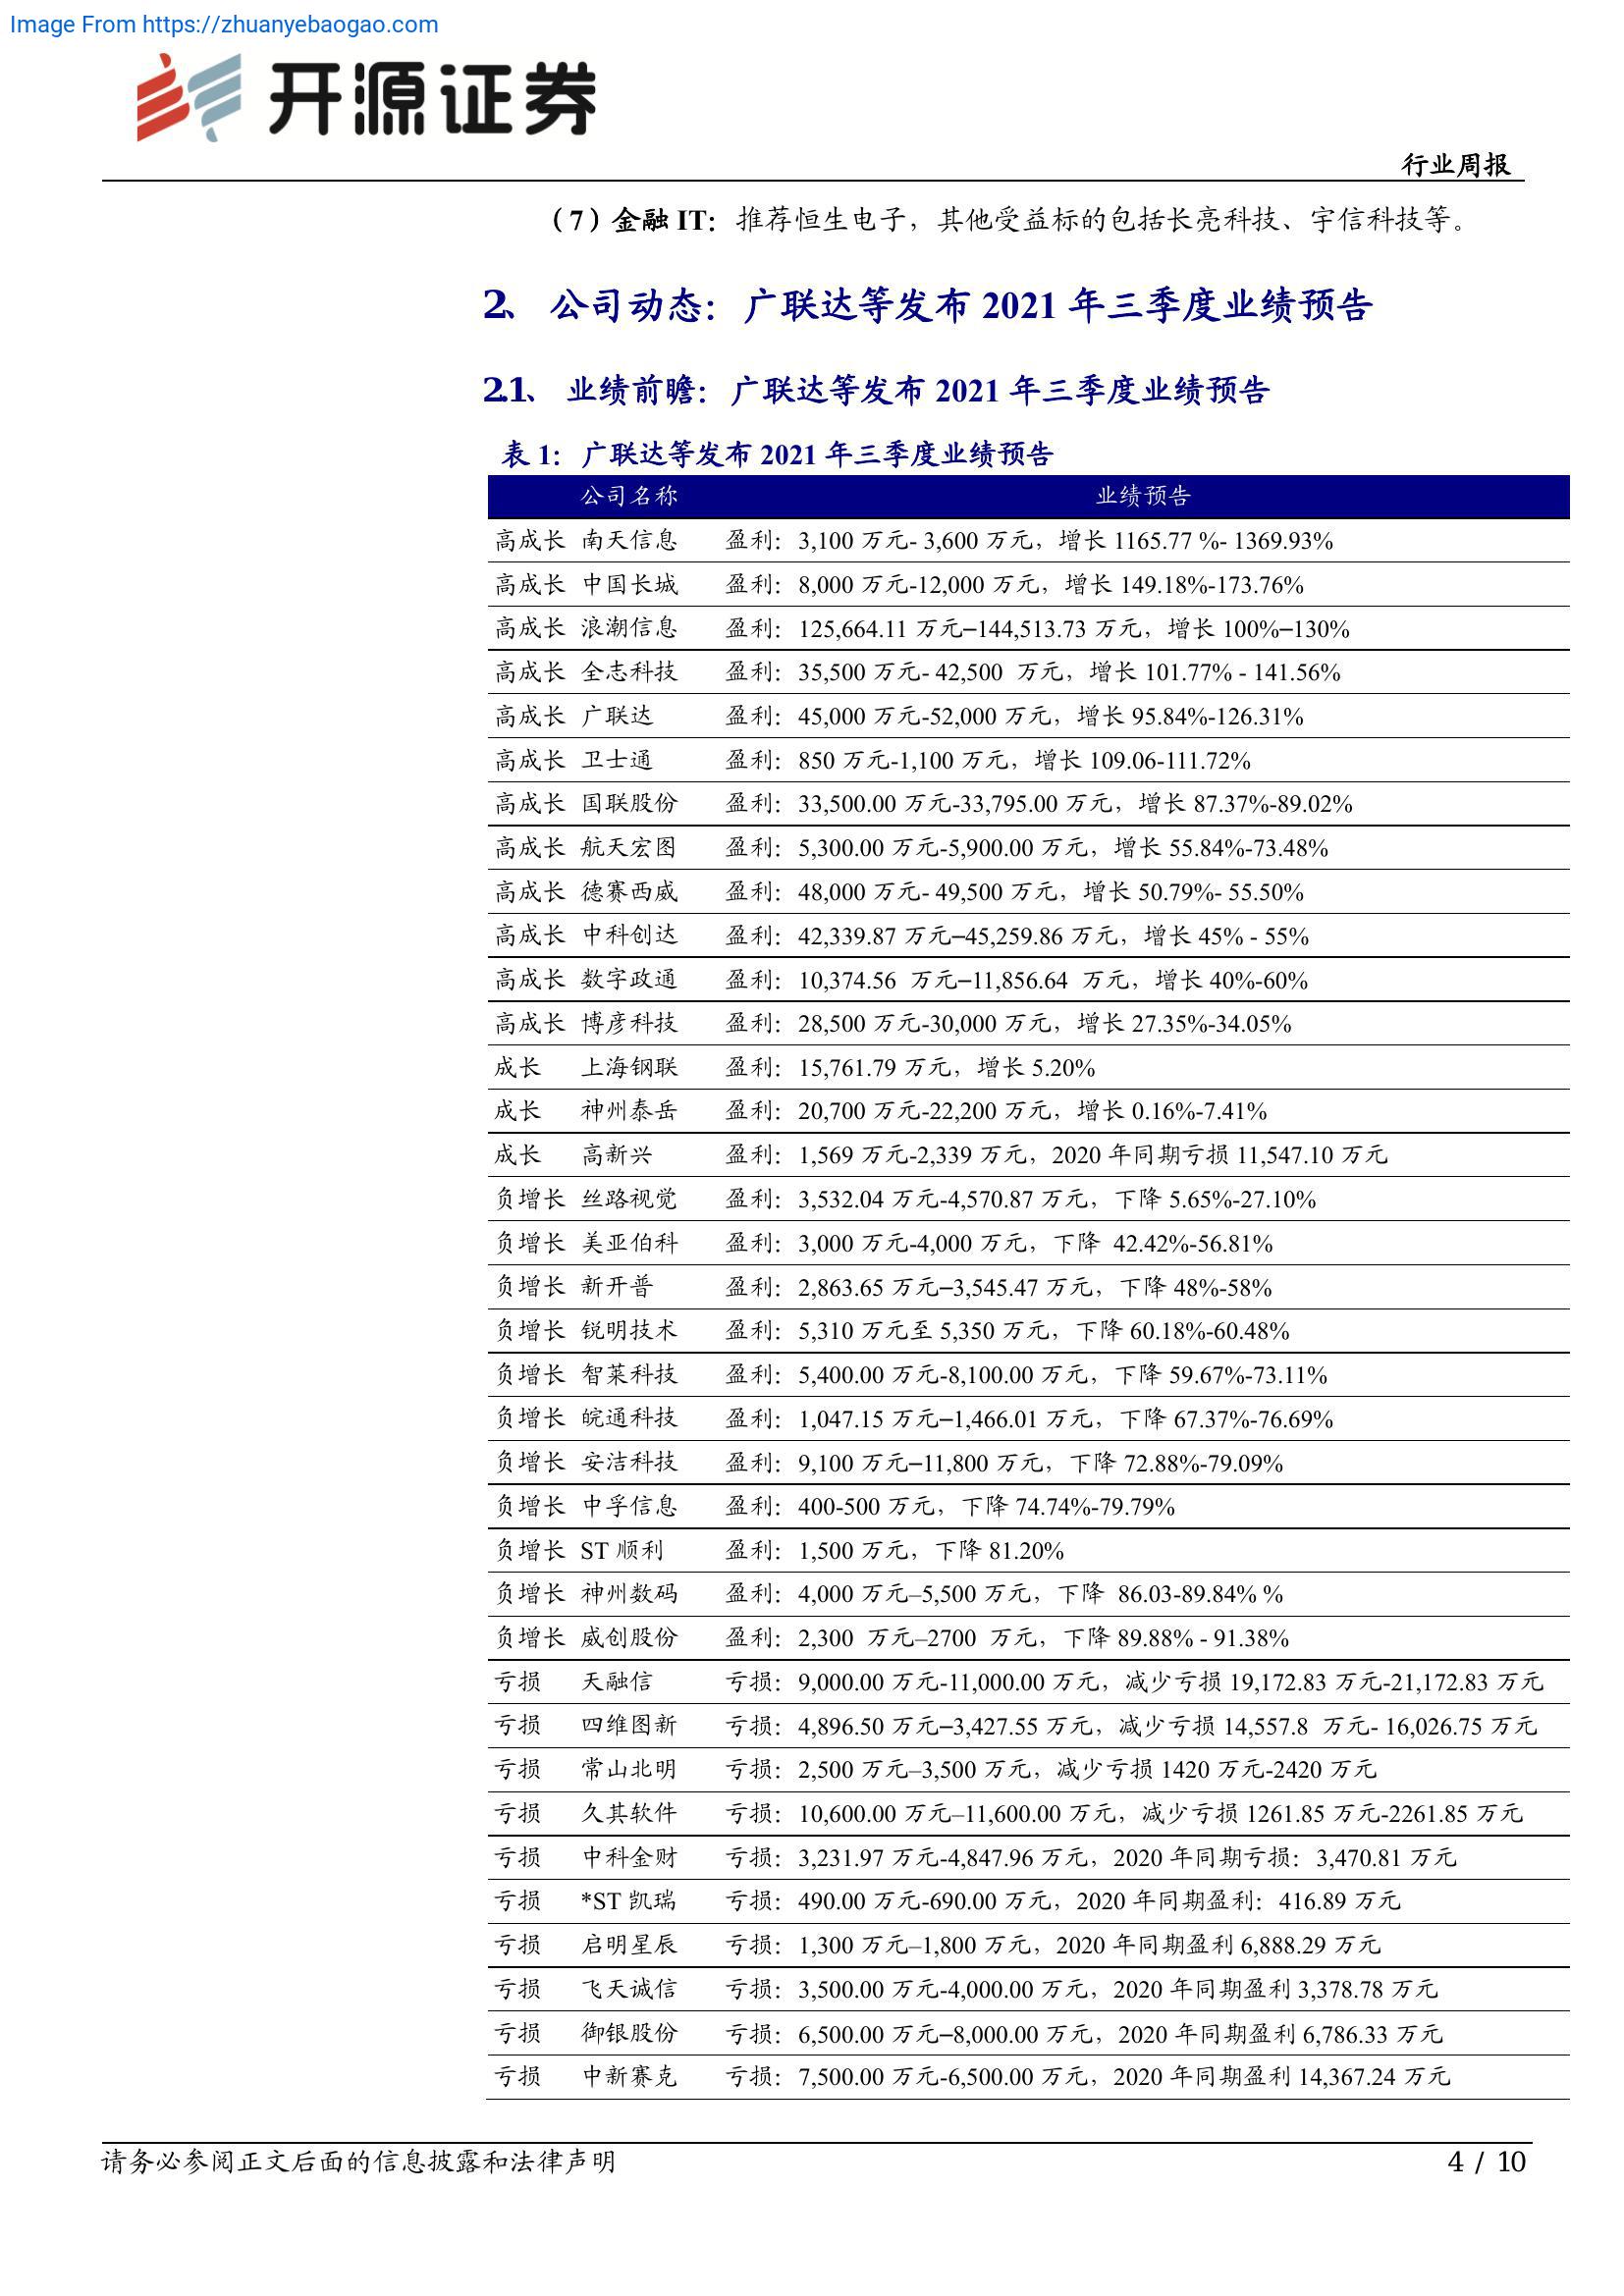 Image From https://zhuanyebaogao.com
开源证券
行业周报
（7）金融 IT：推荐恒生电子，其他受益标的包括长亮科技、宇信科技等。
2、 公司动态：广联达等发布 2021 年三季度业绩预告
2.1、 业绩前瞻：广联达等发布 2021 年三季度业绩预告
表 1：广联达等发布 2021 年三季度业绩预告
公司名称 业绩预告
高成长 南天信息 盈利：3,100 万元- 3,600 万元，增长 1165.77 %- 1369.93%
高成长 中国长城 盈利：8,000 万元-12,000 万元，增长 149.18%-173.76%
高成长 浪潮信息 盈利：125,664.11 万元–144,513.73 万元，增长 100%–130%
高成长 全志科技 盈利：35,500 万元- 42,500 万元，增长 101.77% - 141.56%
高成长 广联达 盈利：45,000 万元-52,000 万元，增长 95.84%-126.31%
高成长 卫士通 盈利：850 万元-1,100 万元，增长 109.06-111.72%
高成长 国联股份 盈利：33,500.00 万元-33,795.00 万元，增长 87.37%-89.02%
高成长 航天宏图 盈利：5,300.00 万元-5,900.00 万元，增长 55.84%-73.48%
高成长 德赛西威 盈利：48,000 万元- 49,500 万元，增长 50.79%- 55.50%
高成长 中科创达 盈利：42,339.87 万元–45,259.86 万元，增长 45% - 55%
高成长 数字政通 盈利：10,374.56 万元–11,856.64 万元，增长 40%-60%
高成长 博彦科技 盈利：28,500 万元-30,000 万元，增长 27.35%-34.05%
成长 上海钢联 盈利：15,761.79 万元，增长 5.20%
成长 神州泰岳 盈利：20,700 万元-22,200 万元，增长 0.16%-7.41%
成长 高新兴 盈利：1,569 万元-2,339 万元，2020 年同期亏损 11,547.10 万元
负增长 丝路视觉 盈利：3,532.04 万元-4,570.87 万元，下降 5.65%-27.10%
负增长 美亚伯科 盈利：3,000 万元-4,000 万元，下降 42.42%-56.81%
负增长 新开普 盈利：2,863.65 万元–3,545.47 万元，下降 48%-58%
负增长 锐明技术 盈利：5,310 万元至 5,350 万元，下降 60.18%-60.48%
负增长 智莱科技 盈利：5,400.00 万元-8,100.00 万元，下降 59.67%-73.11%
负增长 皖通科技 盈利：1,047.15 万元–1,466.01 万元，下降 67.37%-76.69%
负增长 安洁科技 盈利：9,100 万元–11,800 万元，下降 72.88%-79.09%
负增长 中孚信息 盈利：400-500 万元，下降 74.74%-79.79%
负增长 ST 顺利 盈利：1,500 万元，下降 81.20%
负增长 神州数码 盈利：4,000 万元–5,500 万元，下降 86.03-89.84% %
负增长 威创股份 盈利：2,300 万元–2700 万元，下降 89.88% - 91.38%
亏损 天融信 亏损：9,000.00 万元-11,000.00 万元，减少亏损 19,172.83 万元-21,172.83 万元
亏损 四维图新 亏损：4,896.50 万元–3,427.55 万元，减少亏损 14,557.8 万元- 16,026.75 万元
亏损 常山北明 亏损：2,500 万元–3,500 万元，减少亏损 1420 万元-2420 万元
亏损 久其软件 亏损：10,600.00 万元–11,600.00 万元，减少亏损 1261.85 万元-2261.85 万元
亏损 中科金财 亏损：3,231.97 万元-4,847.96 万元，2020 年同期亏损：3,470.81 万元
亏损 *ST 凯瑞 亏损：490.00 万元-690.00 万元，2020 年同期盈利：416.89 万元
亏损 启明星辰 亏损：1,300 万元–1,800 万元，2020 年同期盈利 6,888.29 万元
亏损 飞天诚信 亏损：3,500.00 万元-4,000.00 万元，2020 年同期盈利 3,378.78 万元
亏损 御银股份 亏损：6,500.00 万元–8,000.00 万元，2020 年同期盈利 6,786.33 万元
亏损 中新赛克 亏损：7,500.00 万元-6,500.00 万元，2020 年同期盈利 14,367.24 万元
请务必参阅正文后面的信息披露和法律声明 4 / 10